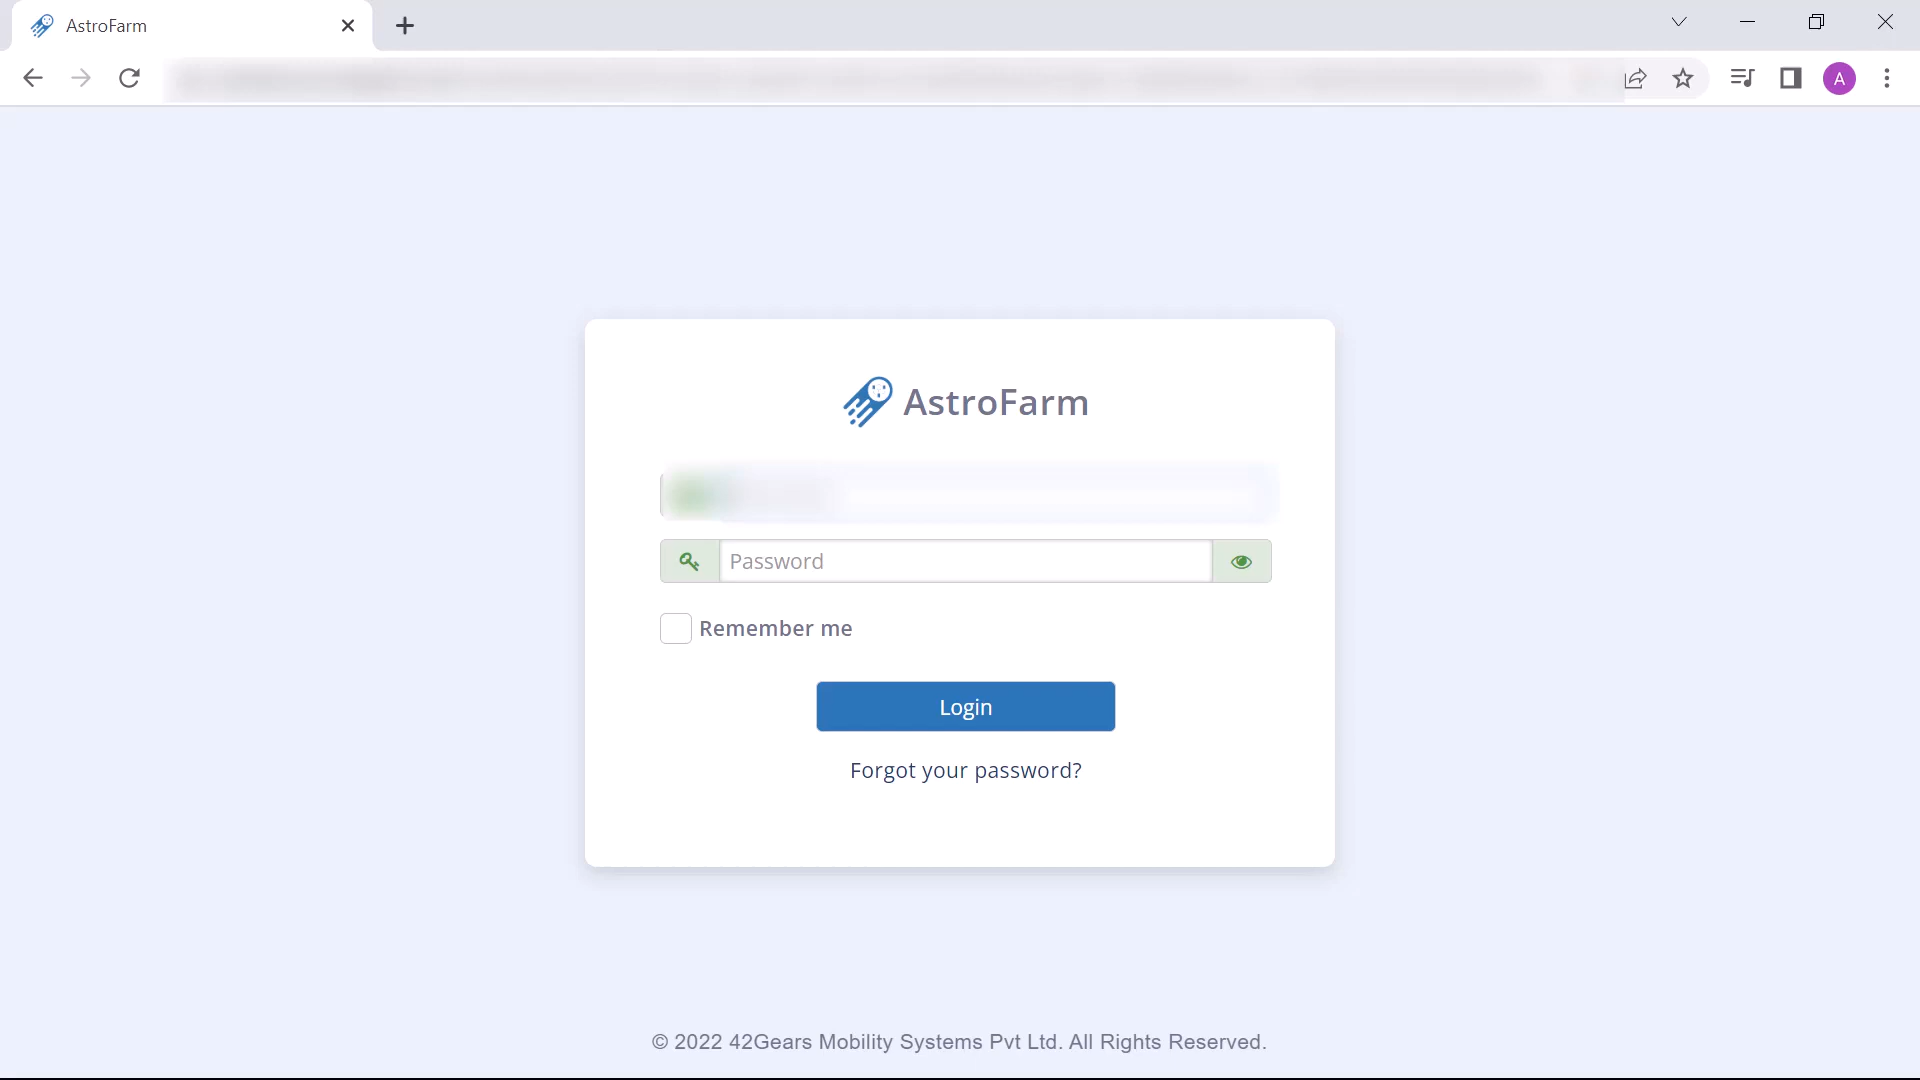 AstroFarm
A
AstroFarm
Password
Remember me
Login
Forgot your password?
© 2022 42Gears Mobility Systems Pvt Ltd. All Rights Reserved.